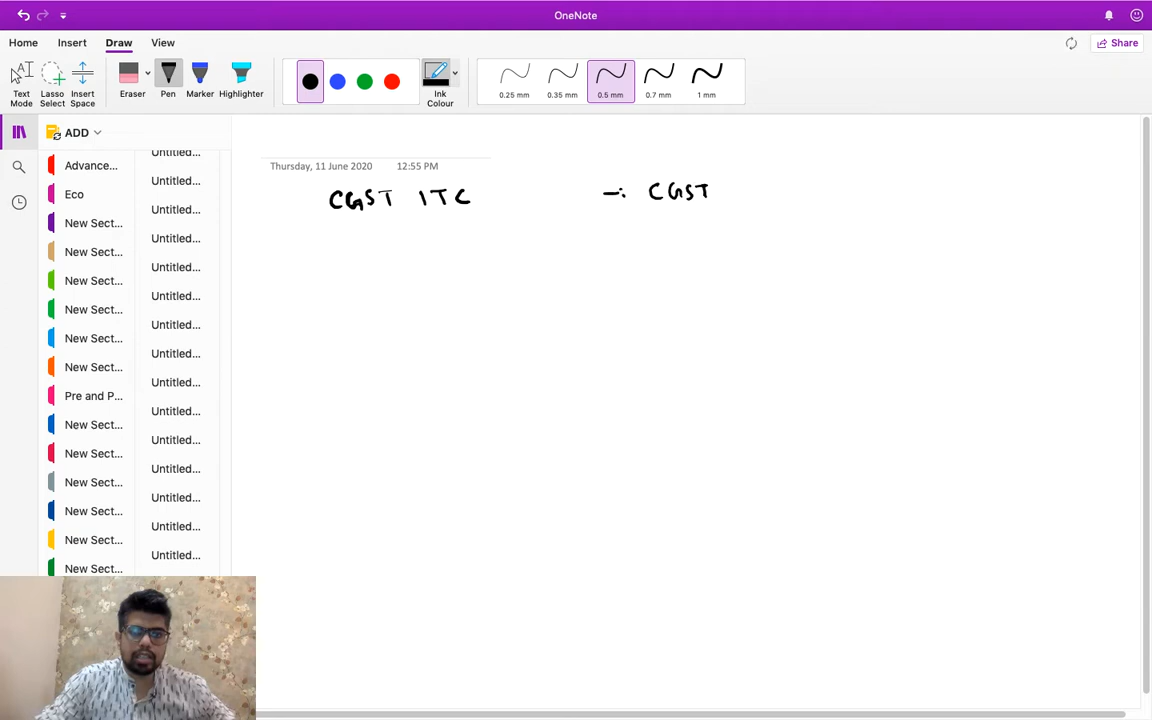 OneNote
Home Insert Draw View
Share
Text Mode
Lasso Select
Insert Space
Eraser
Pen
Marker
Highlighter
Ink Colour
0.25 mm
0.35 mm
0.5 mm
0.7 mm
1 mm
ADD
Advance...
Untitled...
Untitled...
Eco
Untitled...
New Sect...
Untitled...
New Sect...
Untitled...
New Sect...
Untitled...
New Sect...
Untitled...
New Sect...
Untitled...
New Sect...
Untitled...
Pre and P...
Untitled...
New Sect...
Untitled...
New Sect...
Untitled...
New Sect...
Untitled...
New Sect...
Untitled...
New Sect...
Untitled...
New Sect...
Thursday, 11 June 2020 12:55 PM
CGST ITC -: CGST